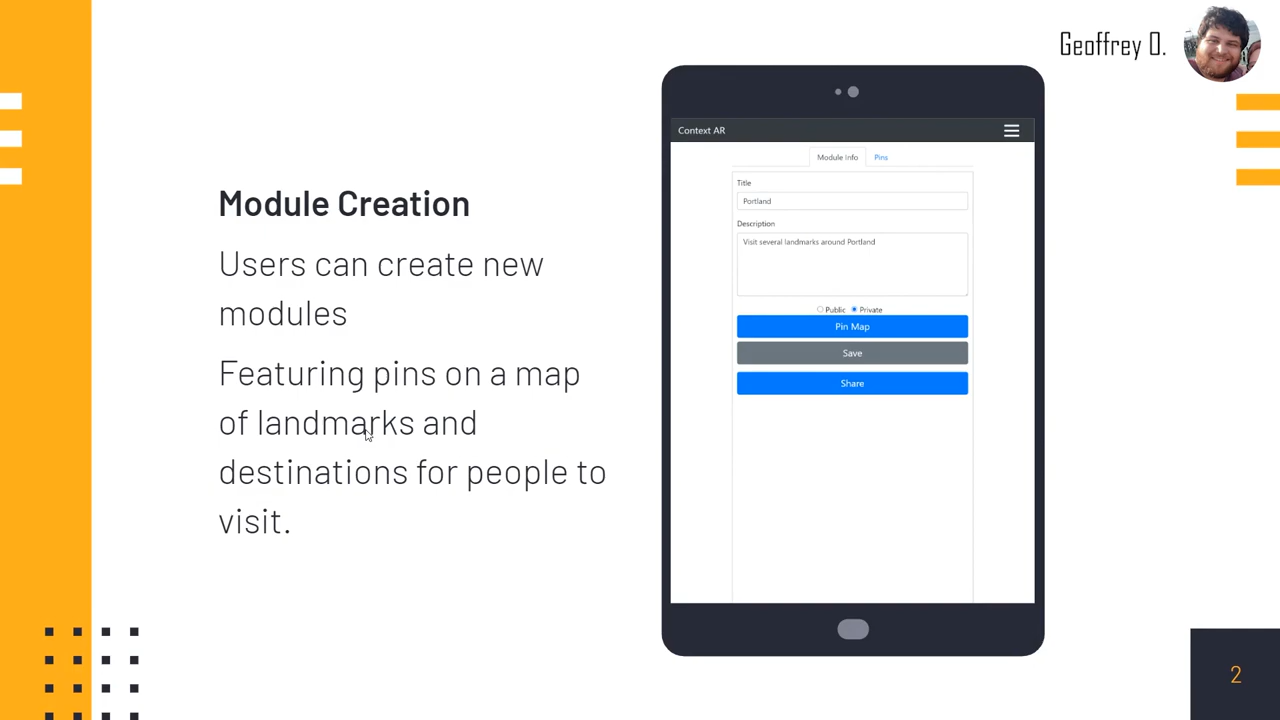 Geoffrey O.
Module Creation
Users can create new
modules
Featuring pins on a map
of landmarks and
destinations for people to
visit.
Context AR
Module Info Pins
Title
Portland
Description
Visit several landmarks around Portland
Public Private
Pin Map
Save
Share
2